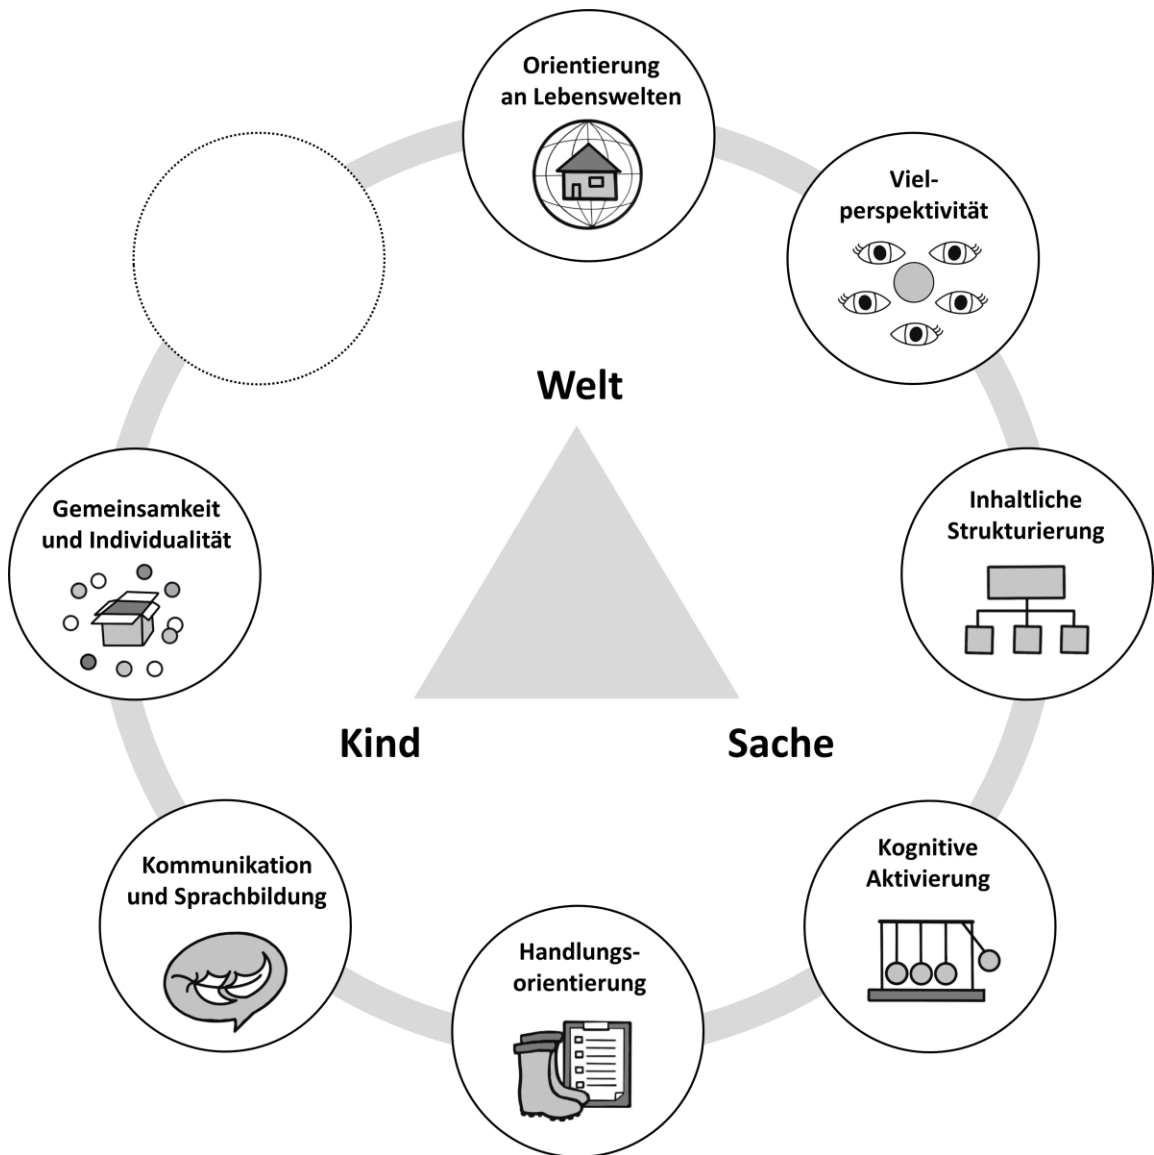 Orientierung
an Lebenswelten
Viel-
perspektivität
Inhaltliche
Strukturierung
Kognitive
Aktivierung
Handlungs-
orientierung
Kommunikation
und Sprachbildung
Gemeinsamkeit
und Individualität
Welt
Kind
Sache